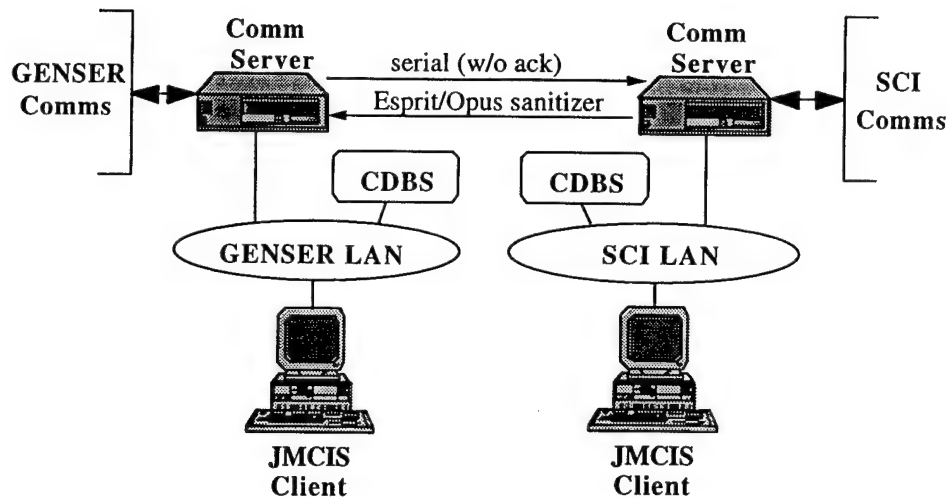 Comm
Server
Comm
Server
GENSER
Comms
serial (w/o ack)
Esprit/Opus sanitizer
SCI
Comms
CDBS
CDBS
GENSER LAN
SCI LAN
JMCIS
Client
JMCIS
Client